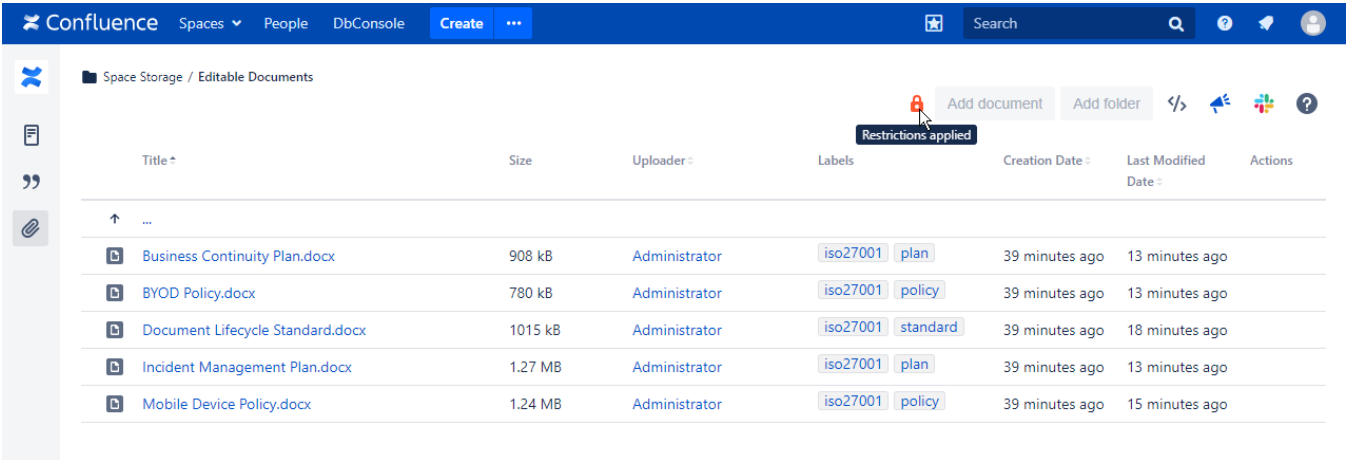 Confluence Spaces People DbConsole Create ••• Search
Space Storage / Editable Documents
Add document Add folder
Restrictions applied
Title Size Uploader Labels Creation Date Last Modified Date Actions
...
Business Continuity Plan.docx 908 kB Administrator iso27001 plan 39 minutes ago 13 minutes ago
BYOD Policy.docx 780 kB Administrator iso27001 policy 39 minutes ago 13 minutes ago
Document Lifecycle Standard.docx 1015 kB Administrator iso27001 standard 39 minutes ago 18 minutes ago
Incident Management Plan.docx 1.27 MB Administrator iso27001 plan 39 minutes ago 13 minutes ago
Mobile Device Policy.docx 1.24 MB Administrator iso27001 policy 39 minutes ago 15 minutes ago